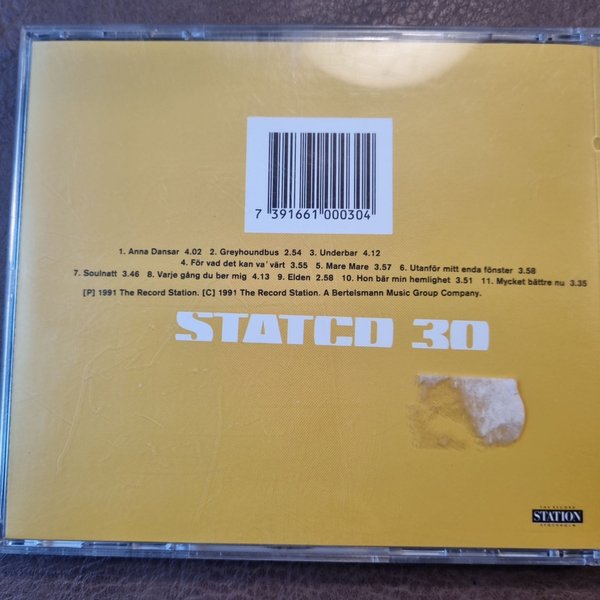 7 391661 000304
1. Anna Dansar 4.02 2. Greyhoundbus 2.54 3. Underbar 4.12
4. För vad det kan va' värt 3.55 5. Mare Mare 3.57 6. Utanför mitt enda fönster 3.58
7. Soulnatt 3.46 8. Varje gång du ber mig 4.13 9. Elden 2.58 10. Hon bär min hemlighet 3.51 11. Mycket bättre nu 3.35
[P] 1991 The Record Station. [C] 1991 The Record Station. A Bertelsmann Music Group Company.
STATCD 30
THE RECORD
STATION
STOCKHOLM